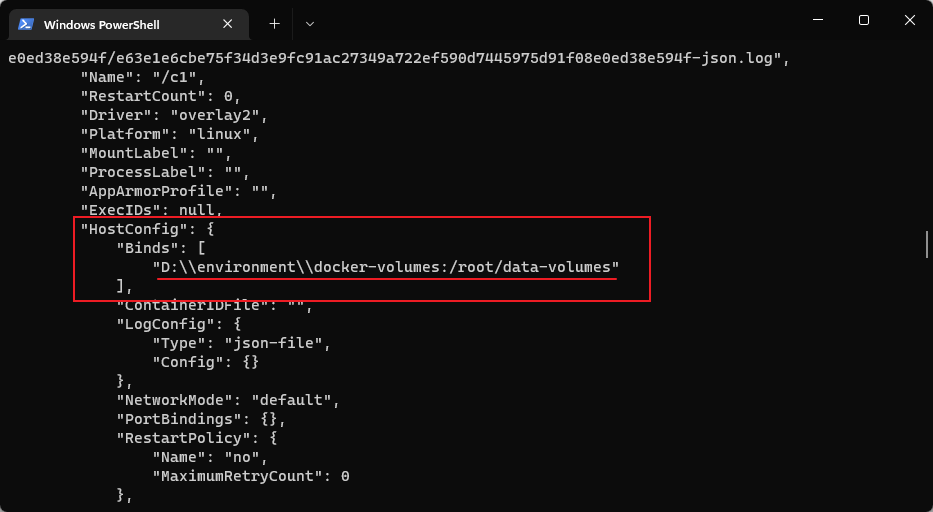 Windows PowerShell
e0ed38e594f/e63e1e6cbe75f34d3e9fc91ac27349a722ef590d7445975d91f08e0ed38e594f-json.log",
"Name": "/c1",
"RestartCount": 0,
"Driver": "overlay2",
"Platform": "linux",
"MountLabel": "",
"ProcessLabel": "",
"AppArmorProfile": "",
"ExecIDs": null,
"HostConfig": {
"Binds": [
"D:\\environment\\docker-volumes:/root/data-volumes"
],
"ContainerIDFile": "",
"LogConfig": {
"Type": "json-file",
"Config": {}
},
"NetworkMode": "default",
"PortBindings": {},
"RestartPolicy": {
"Name": "no",
"MaximumRetryCount": 0
},